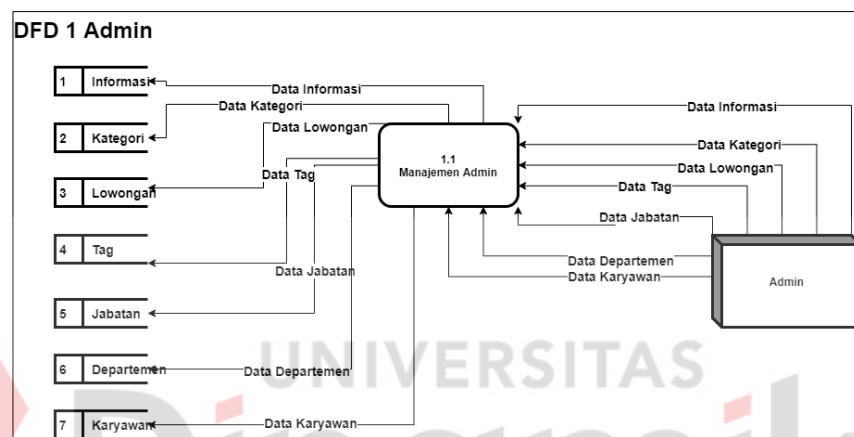 DFD 1 Admin
1 Informasi
Data Informasi
Data Kategori
2 Kategori
Data Lowongan
3 Lowongan
Data Tag
4 Tag
Data Jabatan
5 Jabatan
6 Departemen
Data Departemen
7 Karyawan
Data Karyawan
1.1
Manajemen Admin
Data Informasi
Data Kategori
Data Lowongan
Data Tag
Data Jabatan
Data Departemen
Data Karyawan
Admin
UNIVERSITAS